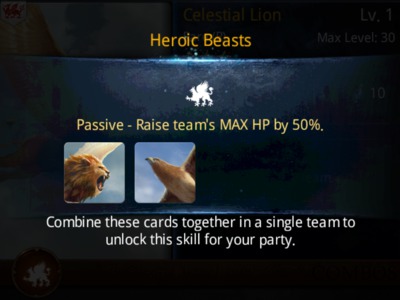 Celestial Lion
Lv. 1
Max Level: 30
Heroic Beasts
10
Passive - Raise team's MAX HP by 50%.
Combine these cards together in a single team to
unlock this skill for your party.